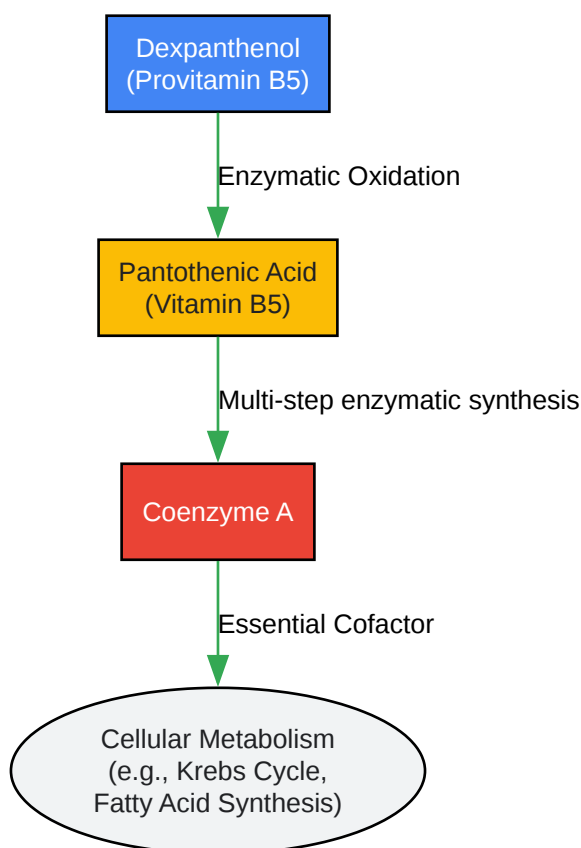 Dexpanthenol
(Provitamin B5)
Enzymatic Oxidation
Pantothenic Acid
(Vitamin B5)
Multi-step enzymatic synthesis
Coenzyme A
Essential Cofactor
Cellular Metabolism
(e.g., Krebs Cycle,
Fatty Acid Synthesis)